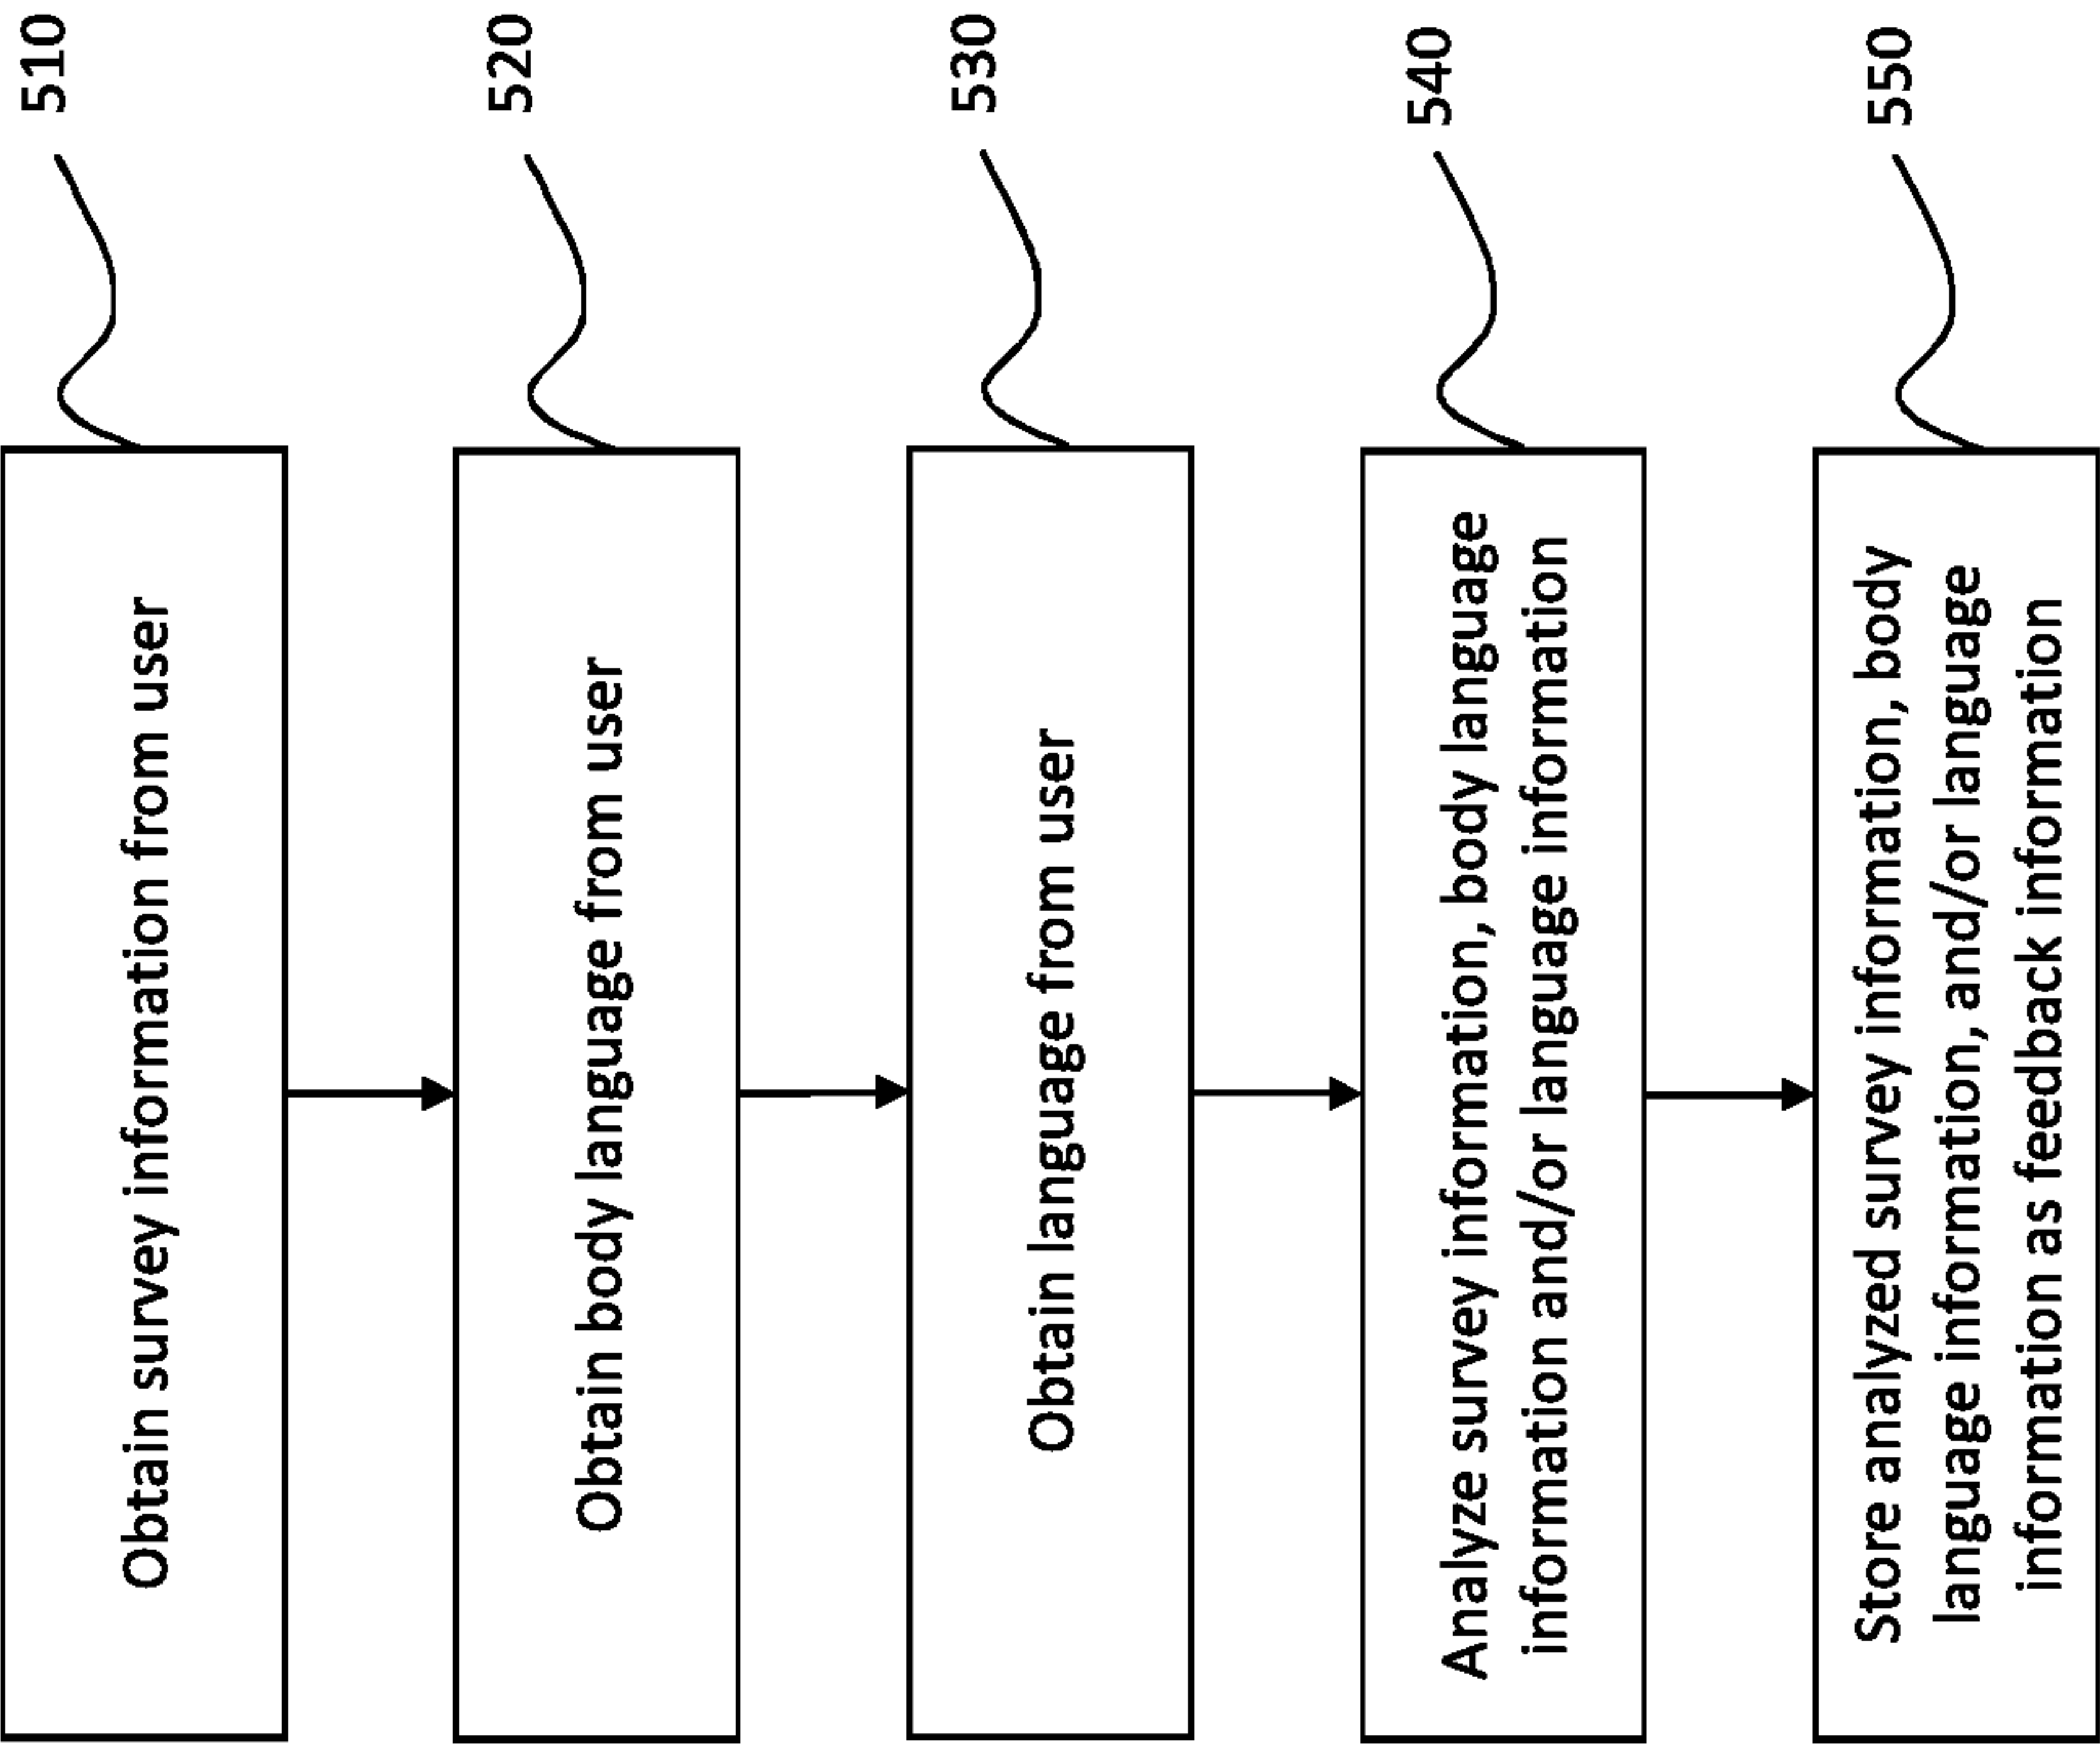 Obtain survey information from user
510
Obtain body language from user
520
Obtain language from user
530
Analyze survey information, body language
information and/or language information
540
Store analyzed survey information, body
language information, and/or language
information as feedback information
550